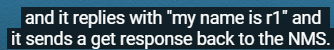 and it replies with "my name is r1" and
it sends a get response back to the NMS.